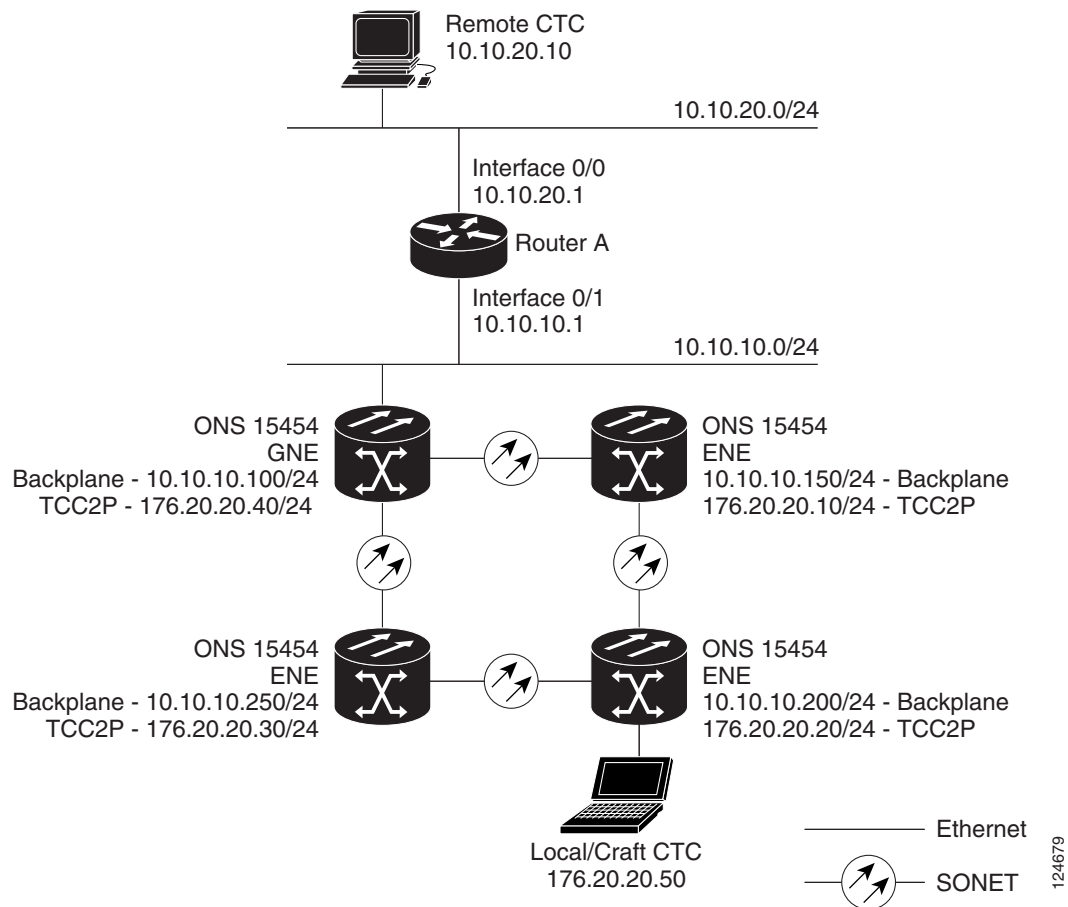 Remote CTC
10.10.20.10
10.10.20.0/24
Interface 0/0
10.10.20.1
Router A
Interface 0/1
10.10.10.1
10.10.10.0/24
ONS 15454
GNE
Backplane - 10.10.10.100/24
TCC2P - 176.20.20.40/24
ONS 15454
ENE
10.10.10.150/24 - Backplane
176.20.20.10/24 - TCC2P
ONS 15454
ENE
Backplane - 10.10.10.250/24
TCC2P - 176.20.20.30/24
ONS 15454
ENE
10.10.10.200/24 - Backplane
176.20.20.20/24 - TCC2P
Local/Craft CTC
176.20.20.50
Ethernet
SONET
124679